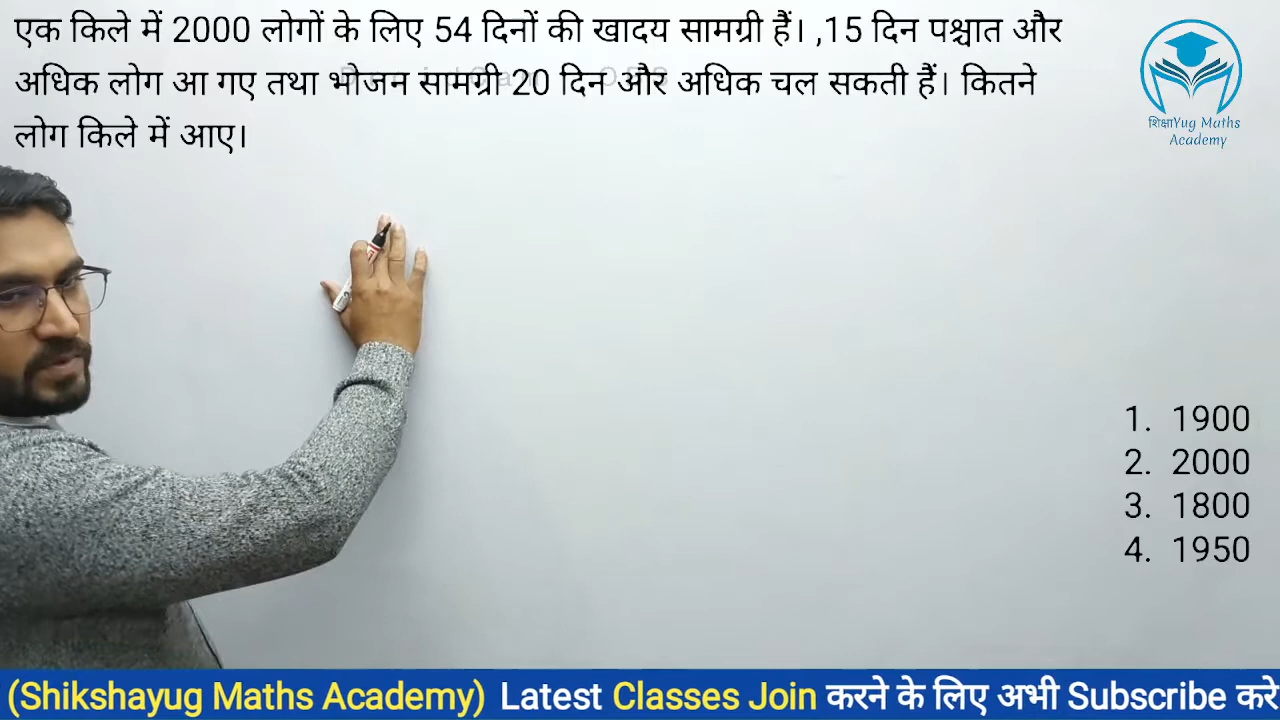 एक किले में 2000 लोगों के लिए 54 दिनों की खादय सामग्री हैं। ,15 दिन पश्चात और
अधिक लोग आ गए तथा भोजन सामग्री 20 दिन और अधिक चल सकती हैं। कितने
लोग किले में आए।
शिक्षाYug Maths
Academy
1. 1900
2. 2000
3. 1800
4. 1950
(Shikshayug Maths Academy) Latest Classes Join करने के लिए अभी Subscribe करे